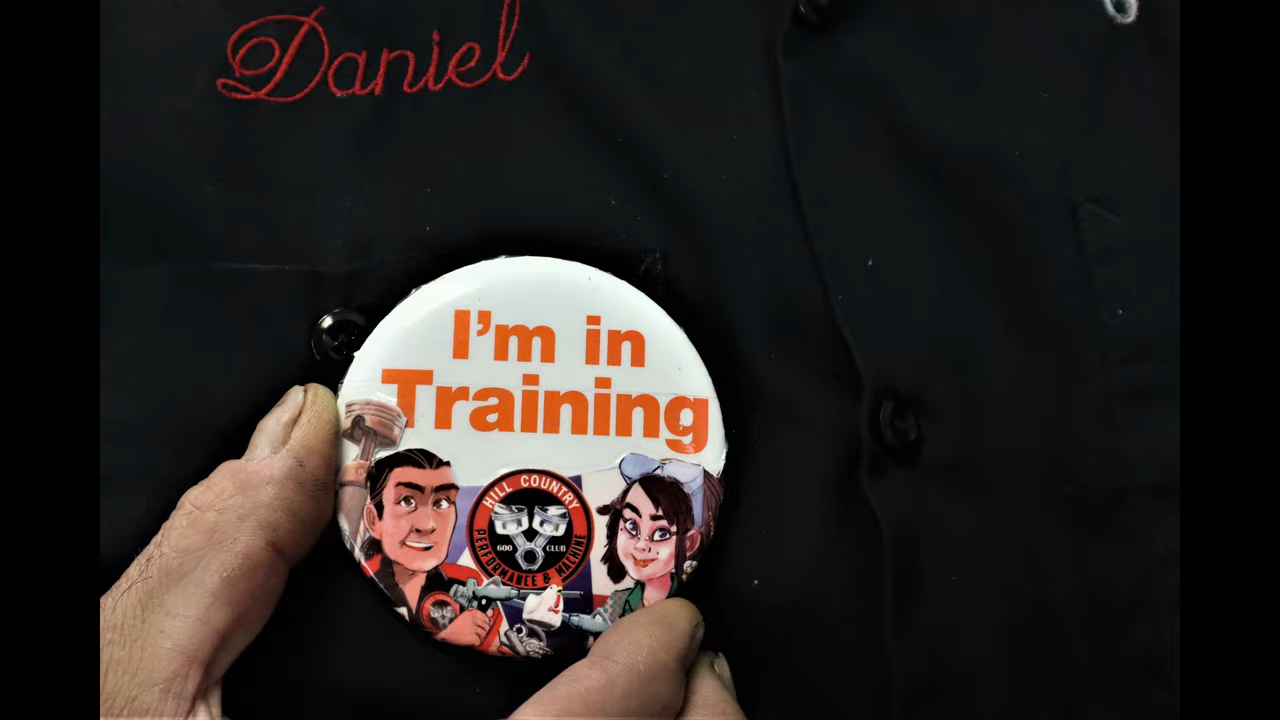 Daniel
I'm in
Training
HILL COUNTRY
600 CLUB
PERFORMANCE & MACHINE